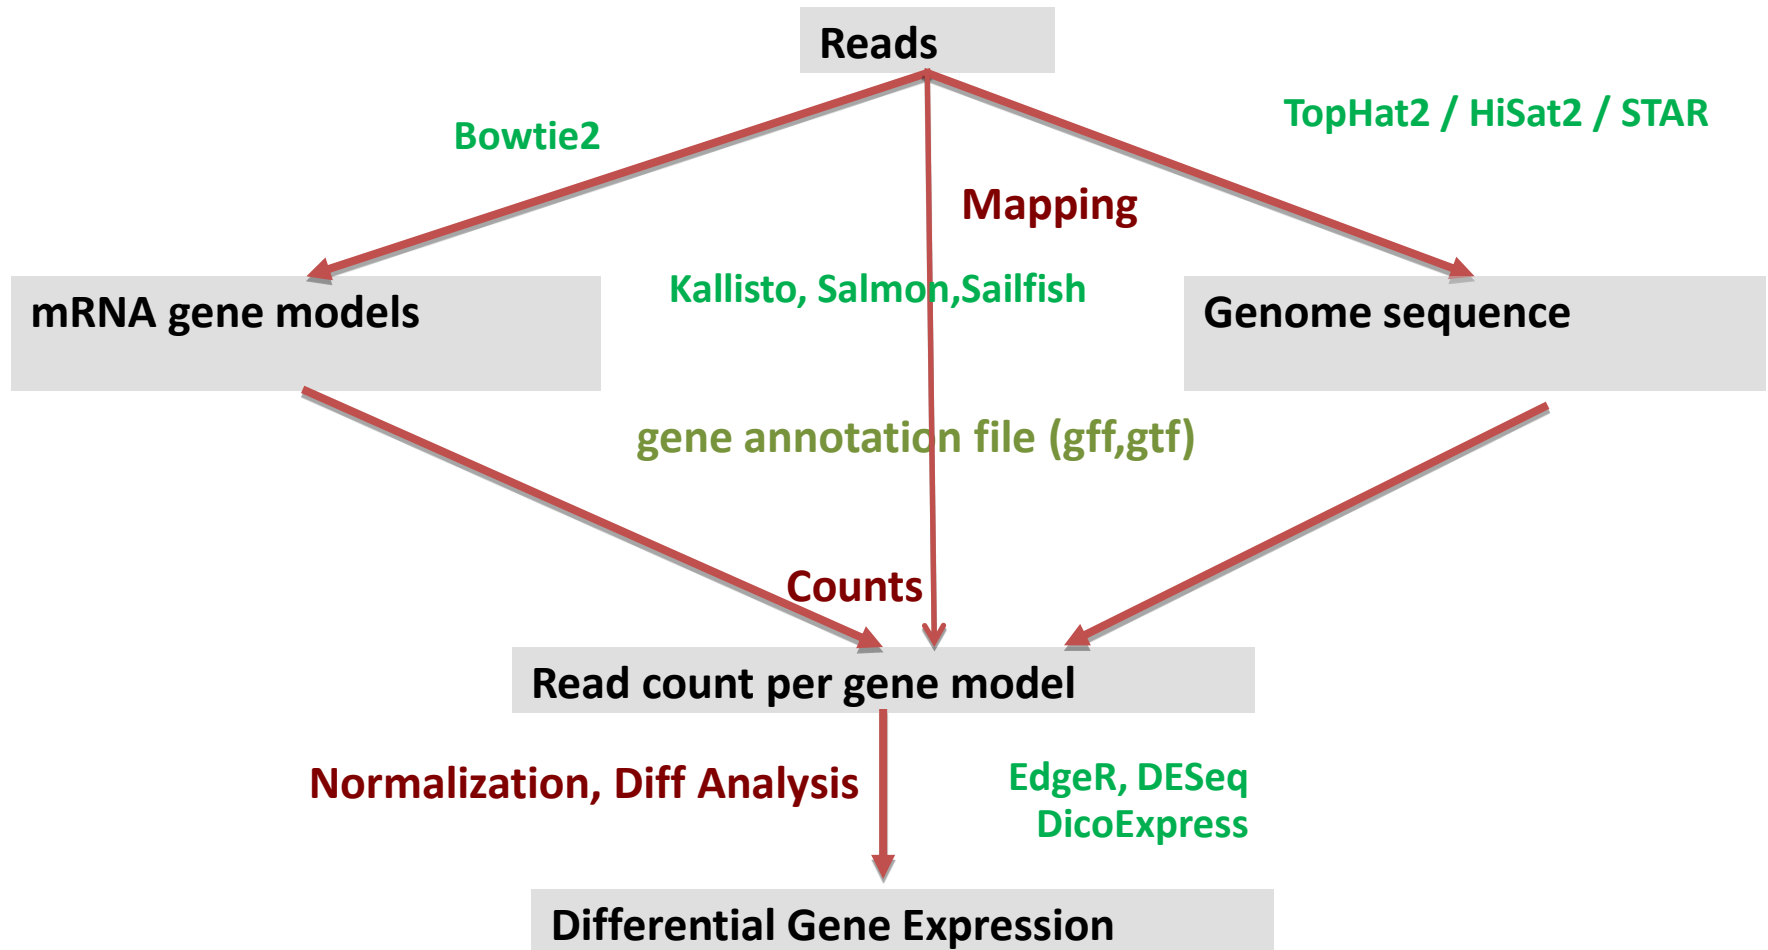 Reads
TopHat2 / HiSat2 / STAR
Bowtie2
Mapping
Kallisto, Salmon,Sailfish
mRNA gene models
Genome sequence
gene annotation file (gff,gtf)
Counts
Read count per gene model
Normalization, Diff Analysis
EdgeR, DESeq
DicoExpress
Differential Gene Expression